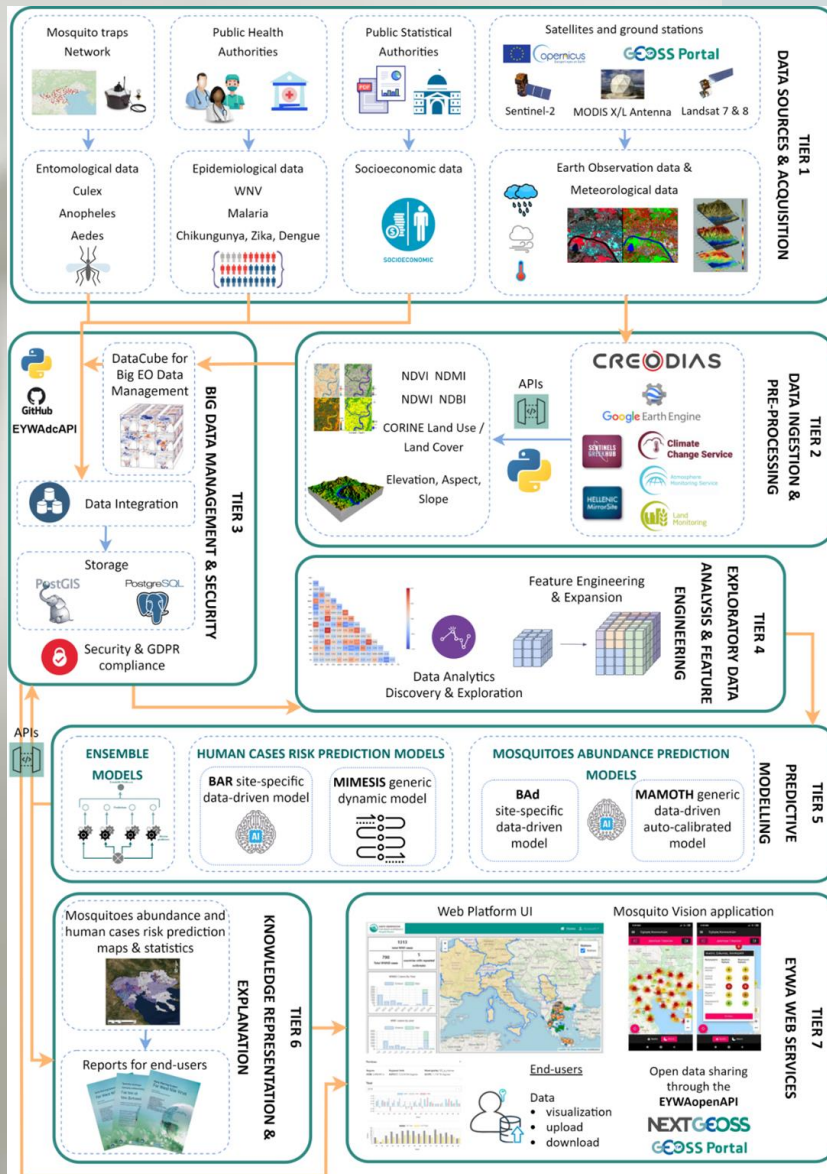 Mosquito traps
Network
Public Health
Authorities
Public Statistical
Authorities
PDF
Satellites and ground stations
Copernicus
GEOSS Portal
Sentinel-2
MODIS X/L Antenna
Landsat 7 & 8
Entomological data
Culex
Anopheles
Aedes
Epidemiological data
WNV
Malaria
Chikungunya, Zika, Dengue
Socioeconomic data
SOCIOECONOMIC
Earth Observation data &
Meteorological data
TIER 1
DATA SOURCES & ACQUISITION
GitHub
EYWAdcAPI
DataCube for
Big EO Data
Management
Data Integration
Storage
PostGIS
PostgreSQL
Security & GDPR
compliance
TIER 3
BIG DATA MANAGEMENT & SECURITY
NDVI NDMI
NDWI NDBI
CORINE Land Use /
Land Cover
Elevation, Aspect,
Slope
APIs
CREODIAS
Google Earth Engine
SENTINELS
GREEKHUB
Climate
Change Service
Atmosphere
Monitoring Service
HELLENIC
MirrorSite
Land
Monitoring
TIER 2
DATA INGESTION &
PRE-PROCESSING
Data Analytics
Discovery & Exploration
Feature Engineering
& Expansion
TIER 4
EXPLORATORY DATA
ANALYSIS & FEATURE
ENGINEERING
APIs
ENSEMBLE
MODELS
HUMAN CASES RISK PREDICTION MODELS
BAR site-specific
data-driven model
AI
MIMESIS generic
dynamic model
MOSQUITOES ABUNDANCE PREDICTION
MODELS
BAd
site-specific
data-driven
model
AI
MAMOTH generic
data-driven
auto-calibrated
model
TIER 5
PREDICTIVE
MODELLING
Mosquitoes abundance and
human cases risk prediction
maps & statistics
Reports for end-users
TIER 6
KNOWLEDGE REPRESENTATION &
EXPLANATION
Web Platform UI
Mosquito Vision application
End-users
Data
• visualization
• upload
• download
Open data sharing
through the
EYWAopenAPI
NEXTGEOSS
GEOSS Portal
TIER 7
EYWA WEB SERVICES